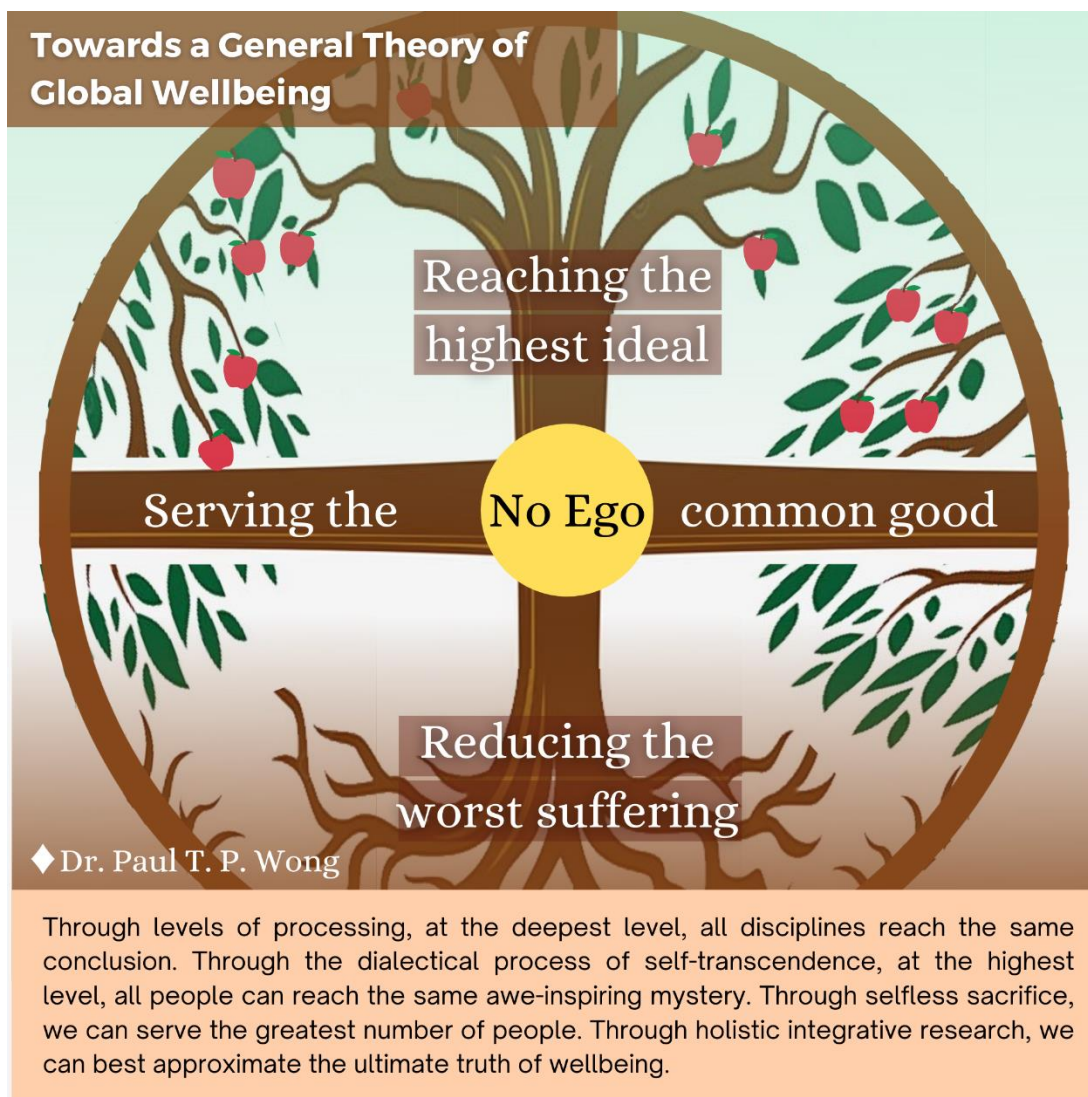 Towards a General Theory of
Global Wellbeing
Reaching the
highest ideal
Serving the No Ego common good
Reducing the
worst suffering
♦Dr. Paul T. P. Wong
Through levels of processing, at the deepest level, all disciplines reach the same
conclusion. Through the dialectical process of self-transcendence, at the highest
level, all people can reach the same awe-inspiring mystery. Through selfless sacrifice,
we can serve the greatest number of people. Through holistic integrative research, we
can best approximate the ultimate truth of wellbeing.